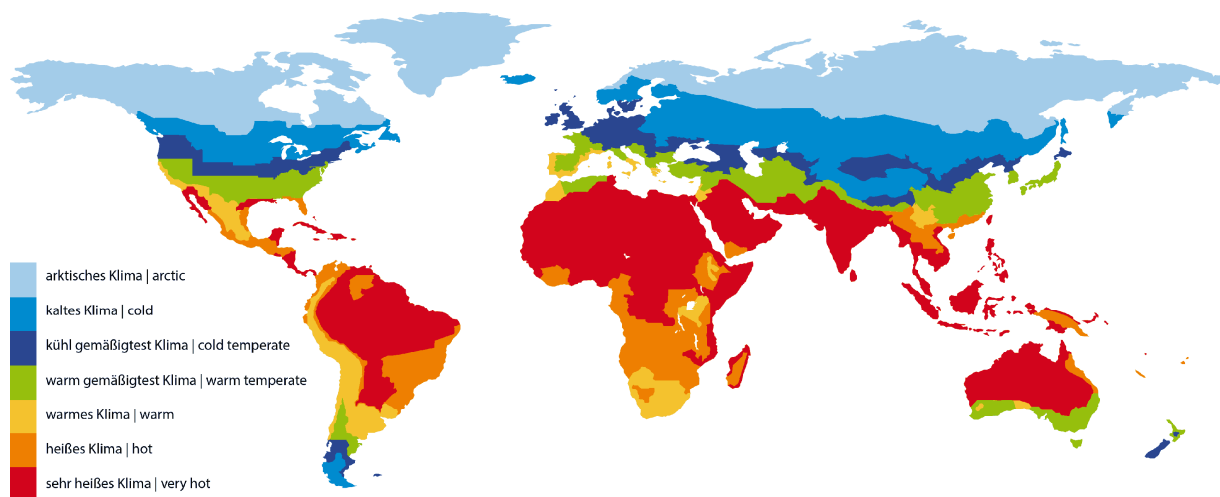 arktisches Klima | arctic
kaltes Klima | cold
kühl gemäßigtest Klima | cold temperate
warm gemäßigtest Klima | warm temperate
warmes Klima | warm
heißes Klima | hot
sehr heißes Klima | very hot